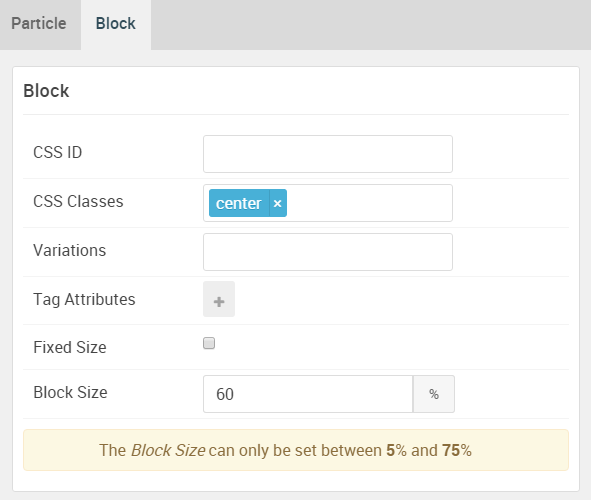 Particle Block
Block
CSS ID
CSS Classes center ×
Variations
Tag Attributes +
Fixed Size
Block Size 60 %
The Block Size can only be set between 5% and 75%